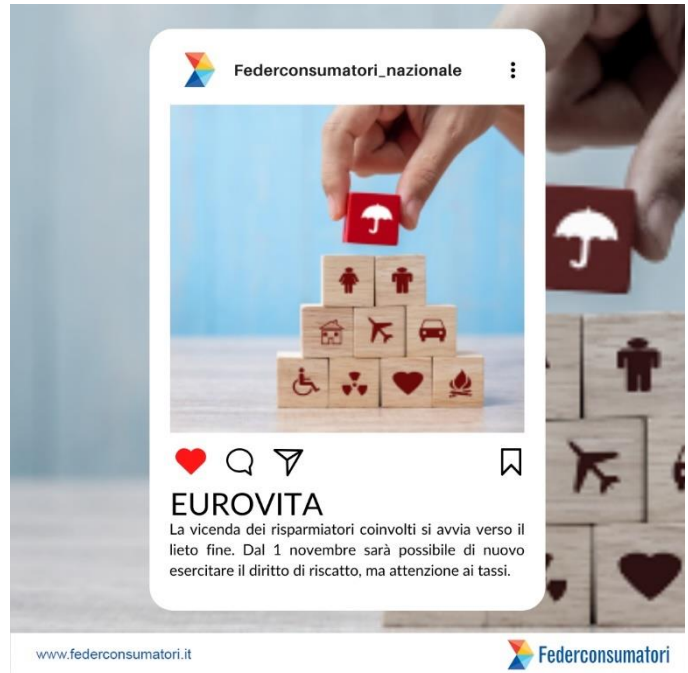 Federconsumatori_nazionale
EUROVITA
La vicenda dei risparmiatori coinvolti si avvia verso il
lieto fine. Dal 1 novembre sarà possibile di nuovo
esercitare il diritto di riscatto, ma attenzione ai tassi.
www.federconsumatori.it
Federconsumatori